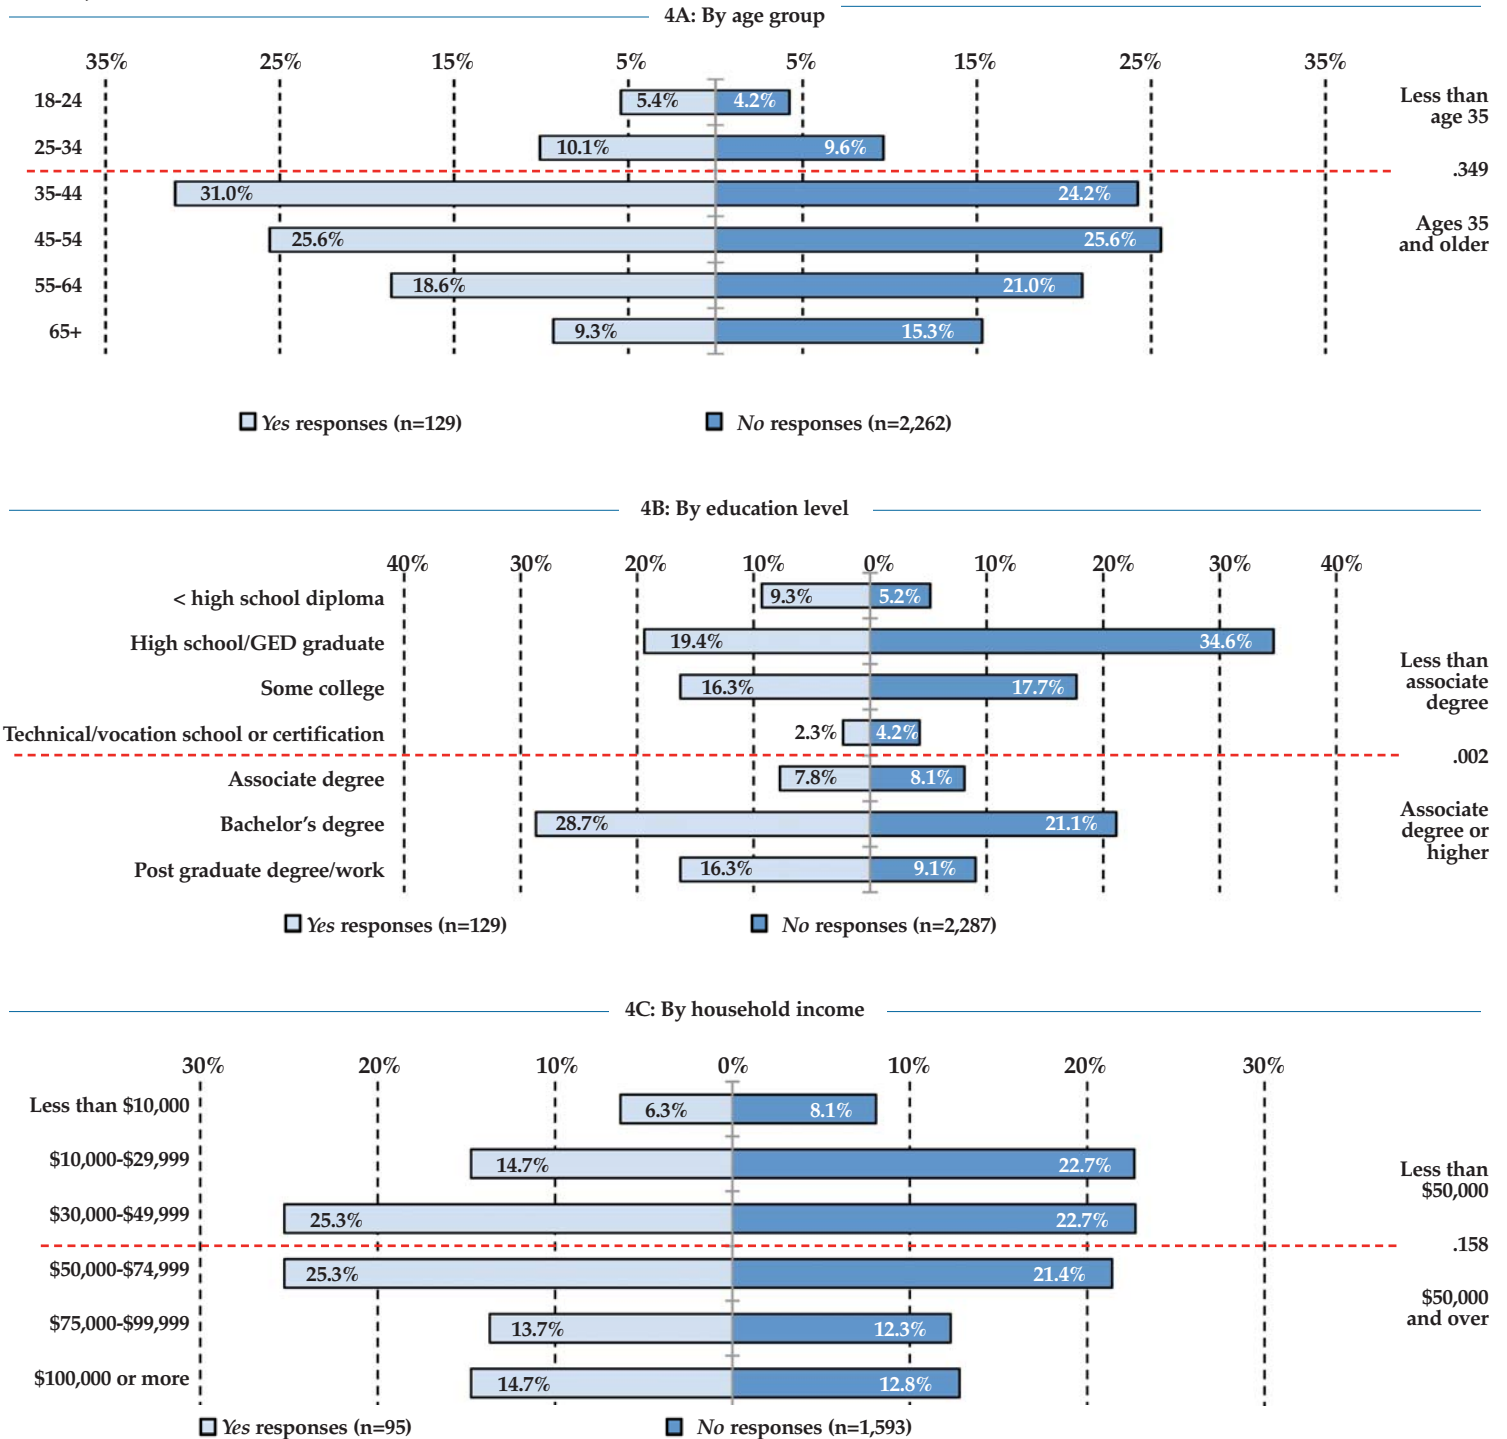 4A: By age group
35% 25% 15% 5% 5% 15% 25% 35%
18-24 5.4% 4.2% Less than
age 35
25-34 10.1% 9.6%
.349
35-44 31.0% 24.2%
Ages 35
and older
45-54 25.6% 25.6%
55-64 18.6% 21.0%
65+ 9.3% 15.3%
Yes responses (n=129) No responses (n=2,262)
4B: By education level
40% 30% 20% 10% 0% 10% 20% 30% 40%
< high school diploma 9.3% 5.2%
High school/GED graduate 19.4% 34.6%
Less than
associate
degree
Some college 16.3% 17.7%
Technical/vocation school or certification 2.3% 4.2%
.002
Associate degree 7.8% 8.1%
Associate
degree or
higher
Bachelor's degree 28.7% 21.1%
Post graduate degree/work 16.3% 9.1%
Yes responses (n=129) No responses (n=2,287)
4C: By household income
30% 20% 10% 0% 10% 20% 30%
Less than $10,000 6.3% 8.1%
$10,000-$29,999 14.7% 22.7%
Less than
$50,000
$30,000-$49,999 25.3% 22.7%
.158
$50,000-$74,999 25.3% 21.4%
$50,000
and over
$75,000-$99,999 13.7% 12.3%
$100,000 or more 14.7% 12.8%
Yes responses (n=95) No responses (n=1,593)